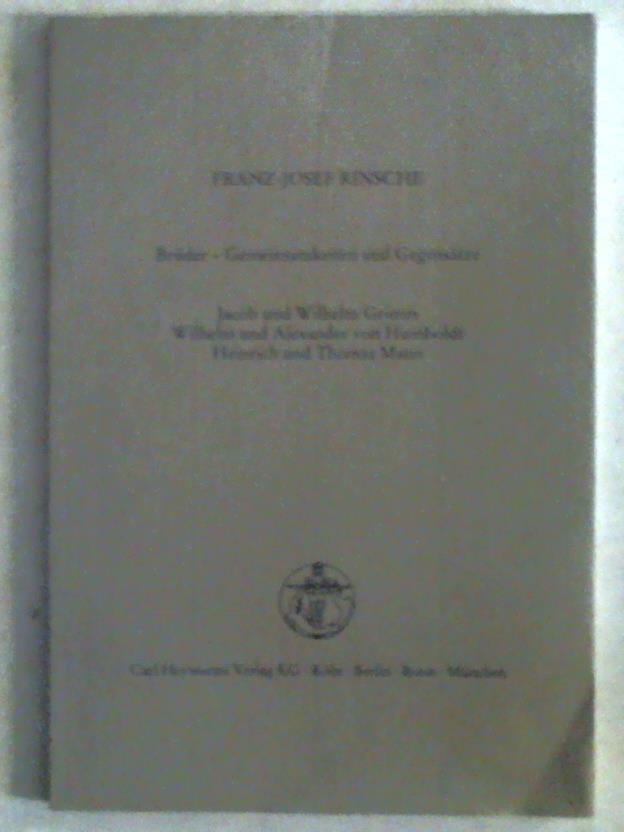 FRANZ-JOSEF RINSCHE
Brüder – Gemeinsamkeiten und Gegensätze
Jacob und Wilhelm Grimm
Wilhelm und Alexander von Humboldt
Heinrich und Thomas Mann
Carl Heymanns Verlag KG · Köln · Berlin · Bonn · München